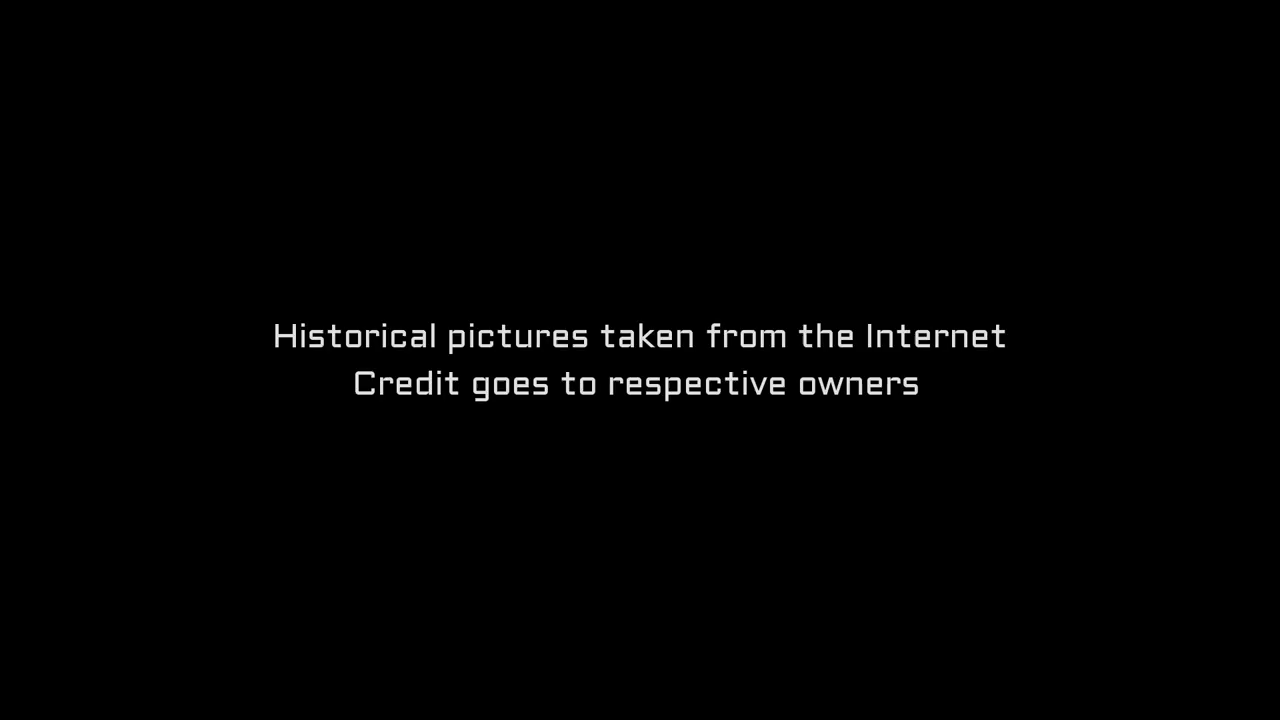 Historical pictures taken from the Internet
Credit goes to respective owners